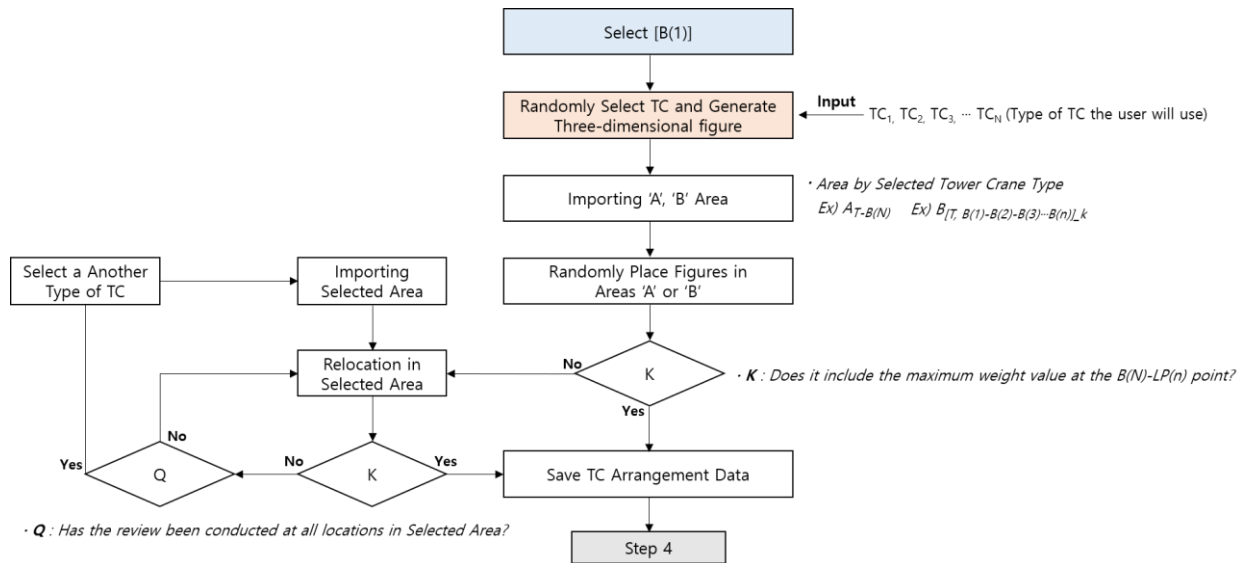 Select [B(1)]
Randomly Select TC and Generate
Three-dimensional figure
Input
TC1, TC2, TC3, ··· TCN (Type of TC the user will use)
Importing ‘A’, ‘B’ Area
· Area by Selected Tower Crane Type
Ex) AT-B(N) Ex) B[T, B(1)-B(2)-B(3)···B(n)]_k
Select a Another
Type of TC
Importing
Selected Area
Randomly Place Figures in
Areas ‘A’ or ‘B’
Relocation in
Selected Area
No
K
· K : Does it include the maximum weight value at the B(N)-LP(n) point?
Yes
No
Yes
Q
No
K
Yes
Save TC Arrangement Data
· Q : Has the review been conducted at all locations in Selected Area?
Step 4